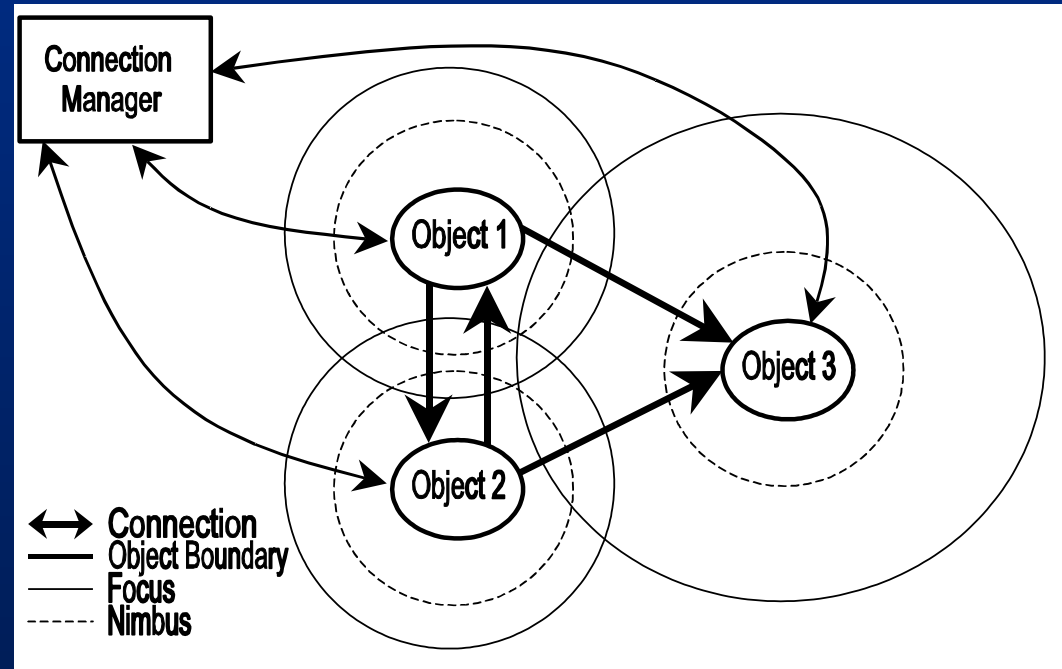 Connection
Manager
Object 1
Object 3
Object 2
Connection
Object Boundary
Focus
Nimbus